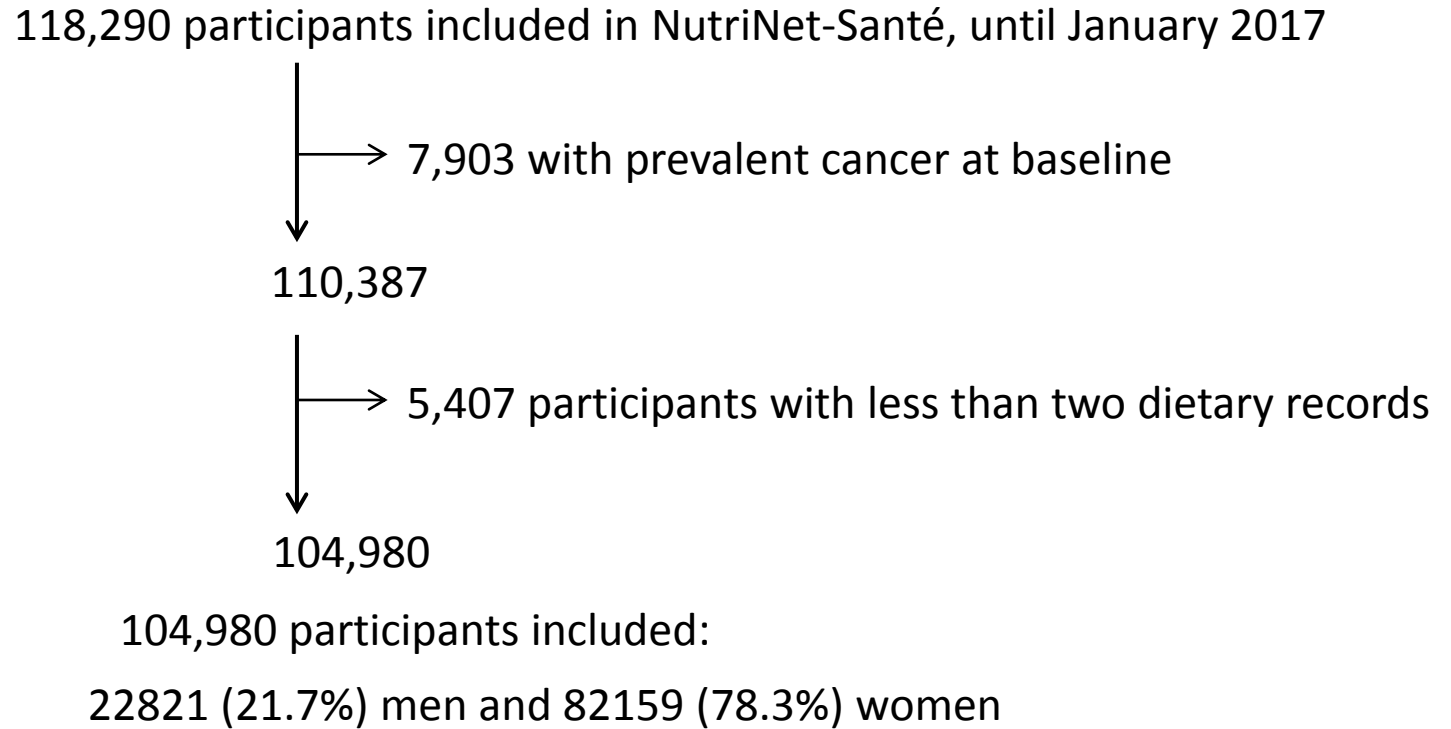 118,290 participants included in NutriNet-Santé, until January 2017
7,903 with prevalent cancer at baseline
110,387
5,407 participants with less than two dietary records
104,980
104,980 participants included:
22821 (21.7%) men and 82159 (78.3%) women